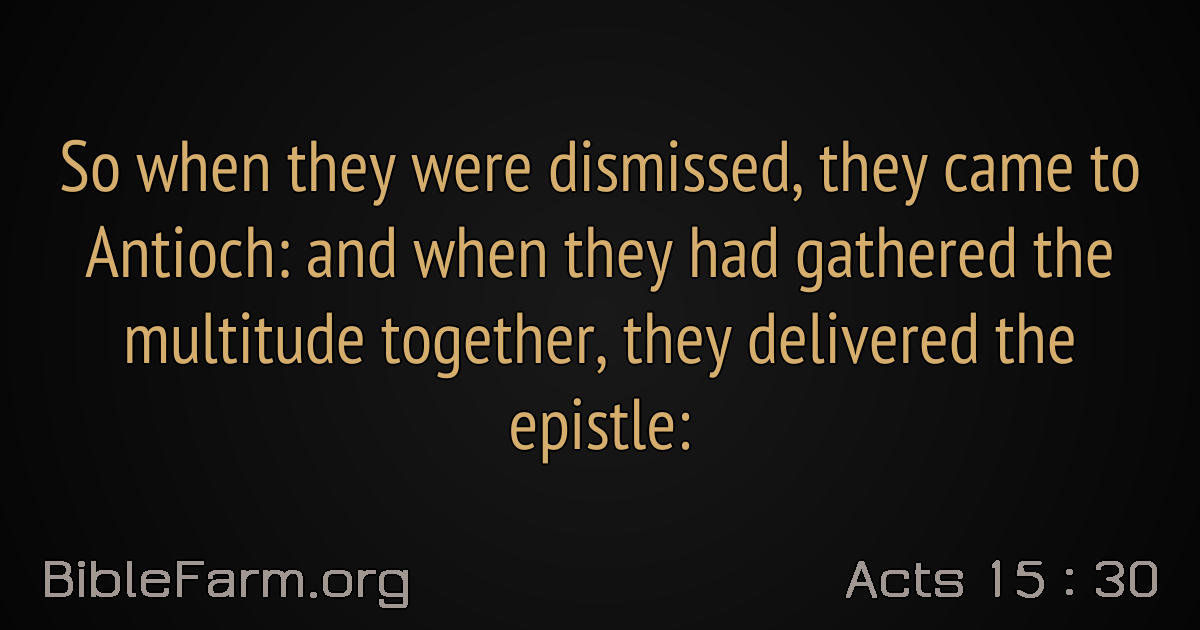 So when they were dismissed, they came to
Antioch: and when they had gathered the
multitude together, they delivered the
epistle:
BibleFarm.org
Acts 15 : 30